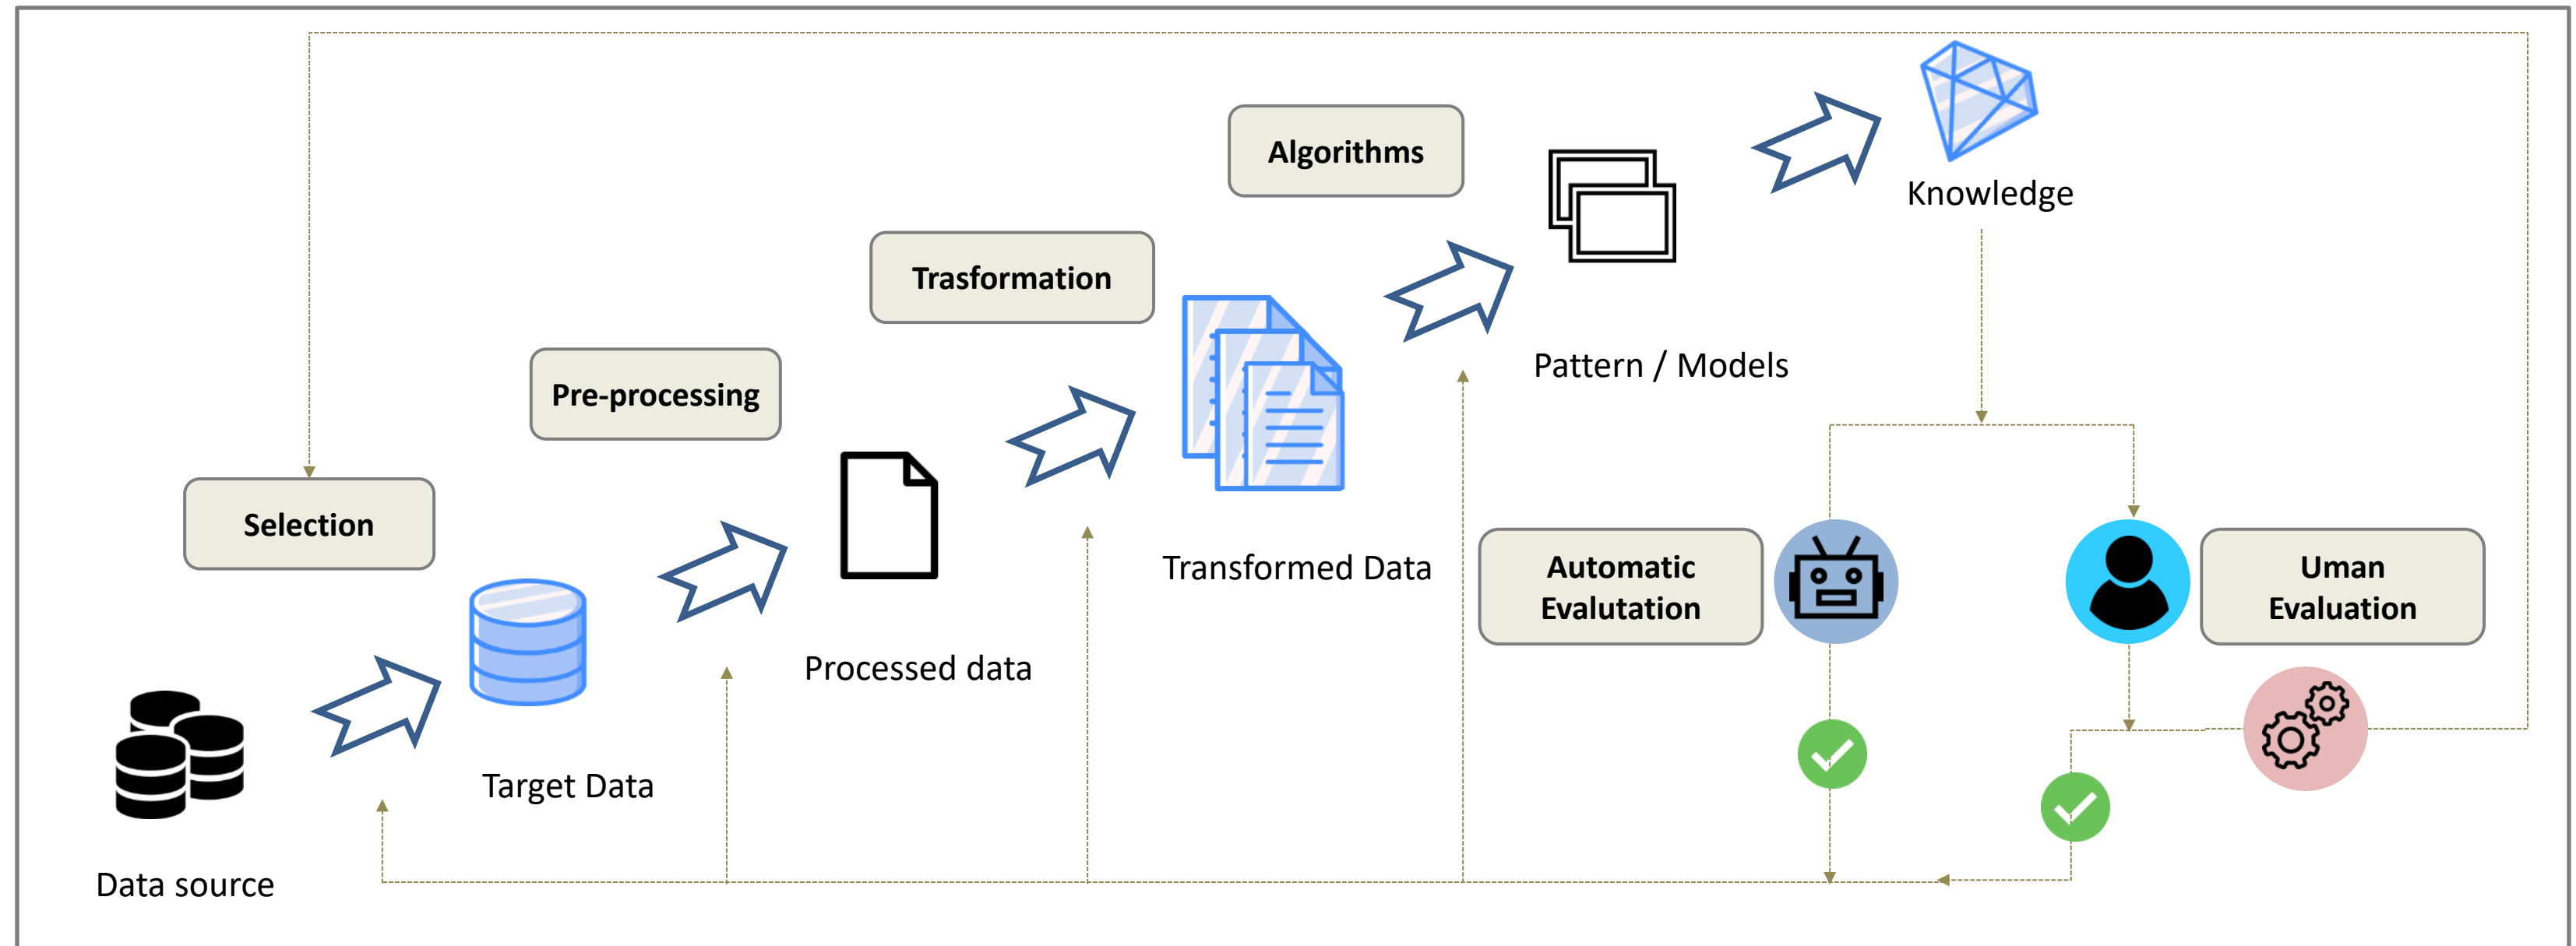 Algorithms
Knowledge
Trasformation
Pre-processing
Pattern / Models
Selection
Transformed Data
Automatic
Evalutation
Uman
Evaluation
Processed data
Target Data
Data source